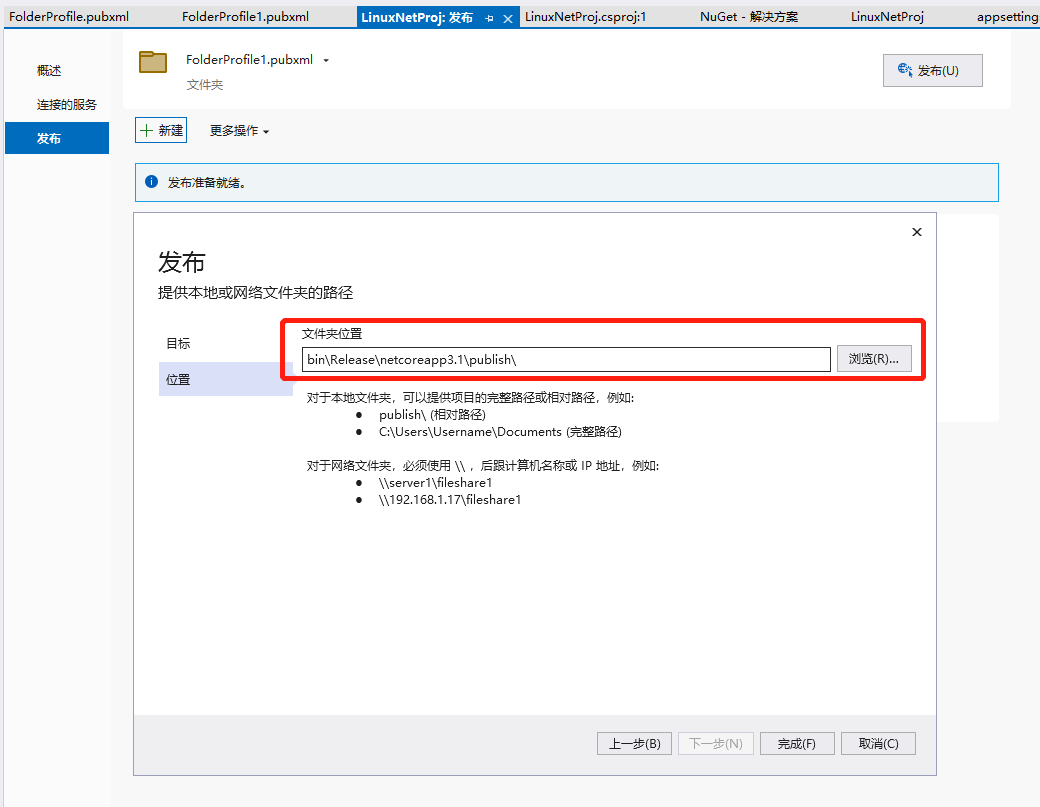 FolderProfile.pubxml FolderProfile1.pubxml LinuxNetProj: 发布 LinuxNetProj.csproj:1 NuGet - 解决方案 LinuxNetProj appsetting
概述
连接的服务
发布
FolderProfile1.pubxml
文件夹
发布(U)
新建 更多操作
发布准备就绪。
发布
提供本地或网络文件夹的路径
目标
位置
文件夹位置
bin\Release\netcoreapp3.1\publish\ 浏览(R)...
对于本地文件夹，可以提供项目的完整路径或相对路径，例如:
● publish\ (相对路径)
● C:\Users\Username\Documents (完整路径)
对于网络文件夹，必须使用 \\ ，后跟计算机名称或 IP 地址，例如:
● \\server1\fileshare1
● \\192.168.1.17\fileshare1
上一步(B) 下一步(N) 完成(F) 取消(C)